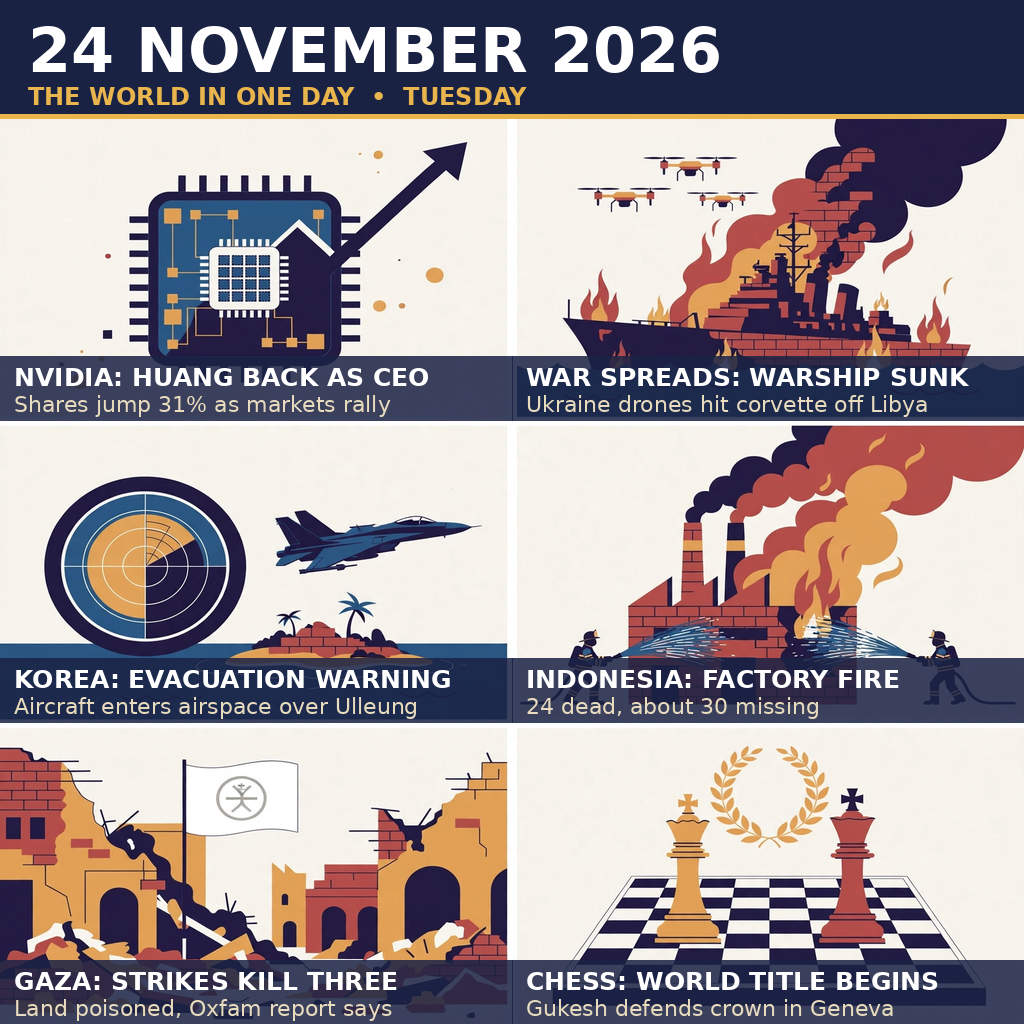 24 NOVEMBER 2026
THE WORLD IN ONE DAY • TUESDAY
NVIDIA: HUANG BACK AS CEO
Shares jump 31% as markets rally
WAR SPREADS: WARSHIP SUNK
Ukraine drones hit corvette off Libya
KOREA: EVACUATION WARNING
Aircraft enters airspace over Ulleung
INDONESIA: FACTORY FIRE
24 dead, about 30 missing
GAZA: STRIKES KILL THREE
Land poisoned, Oxfam report says
CHESS: WORLD TITLE BEGINS
Gukesh defends crown in Geneva